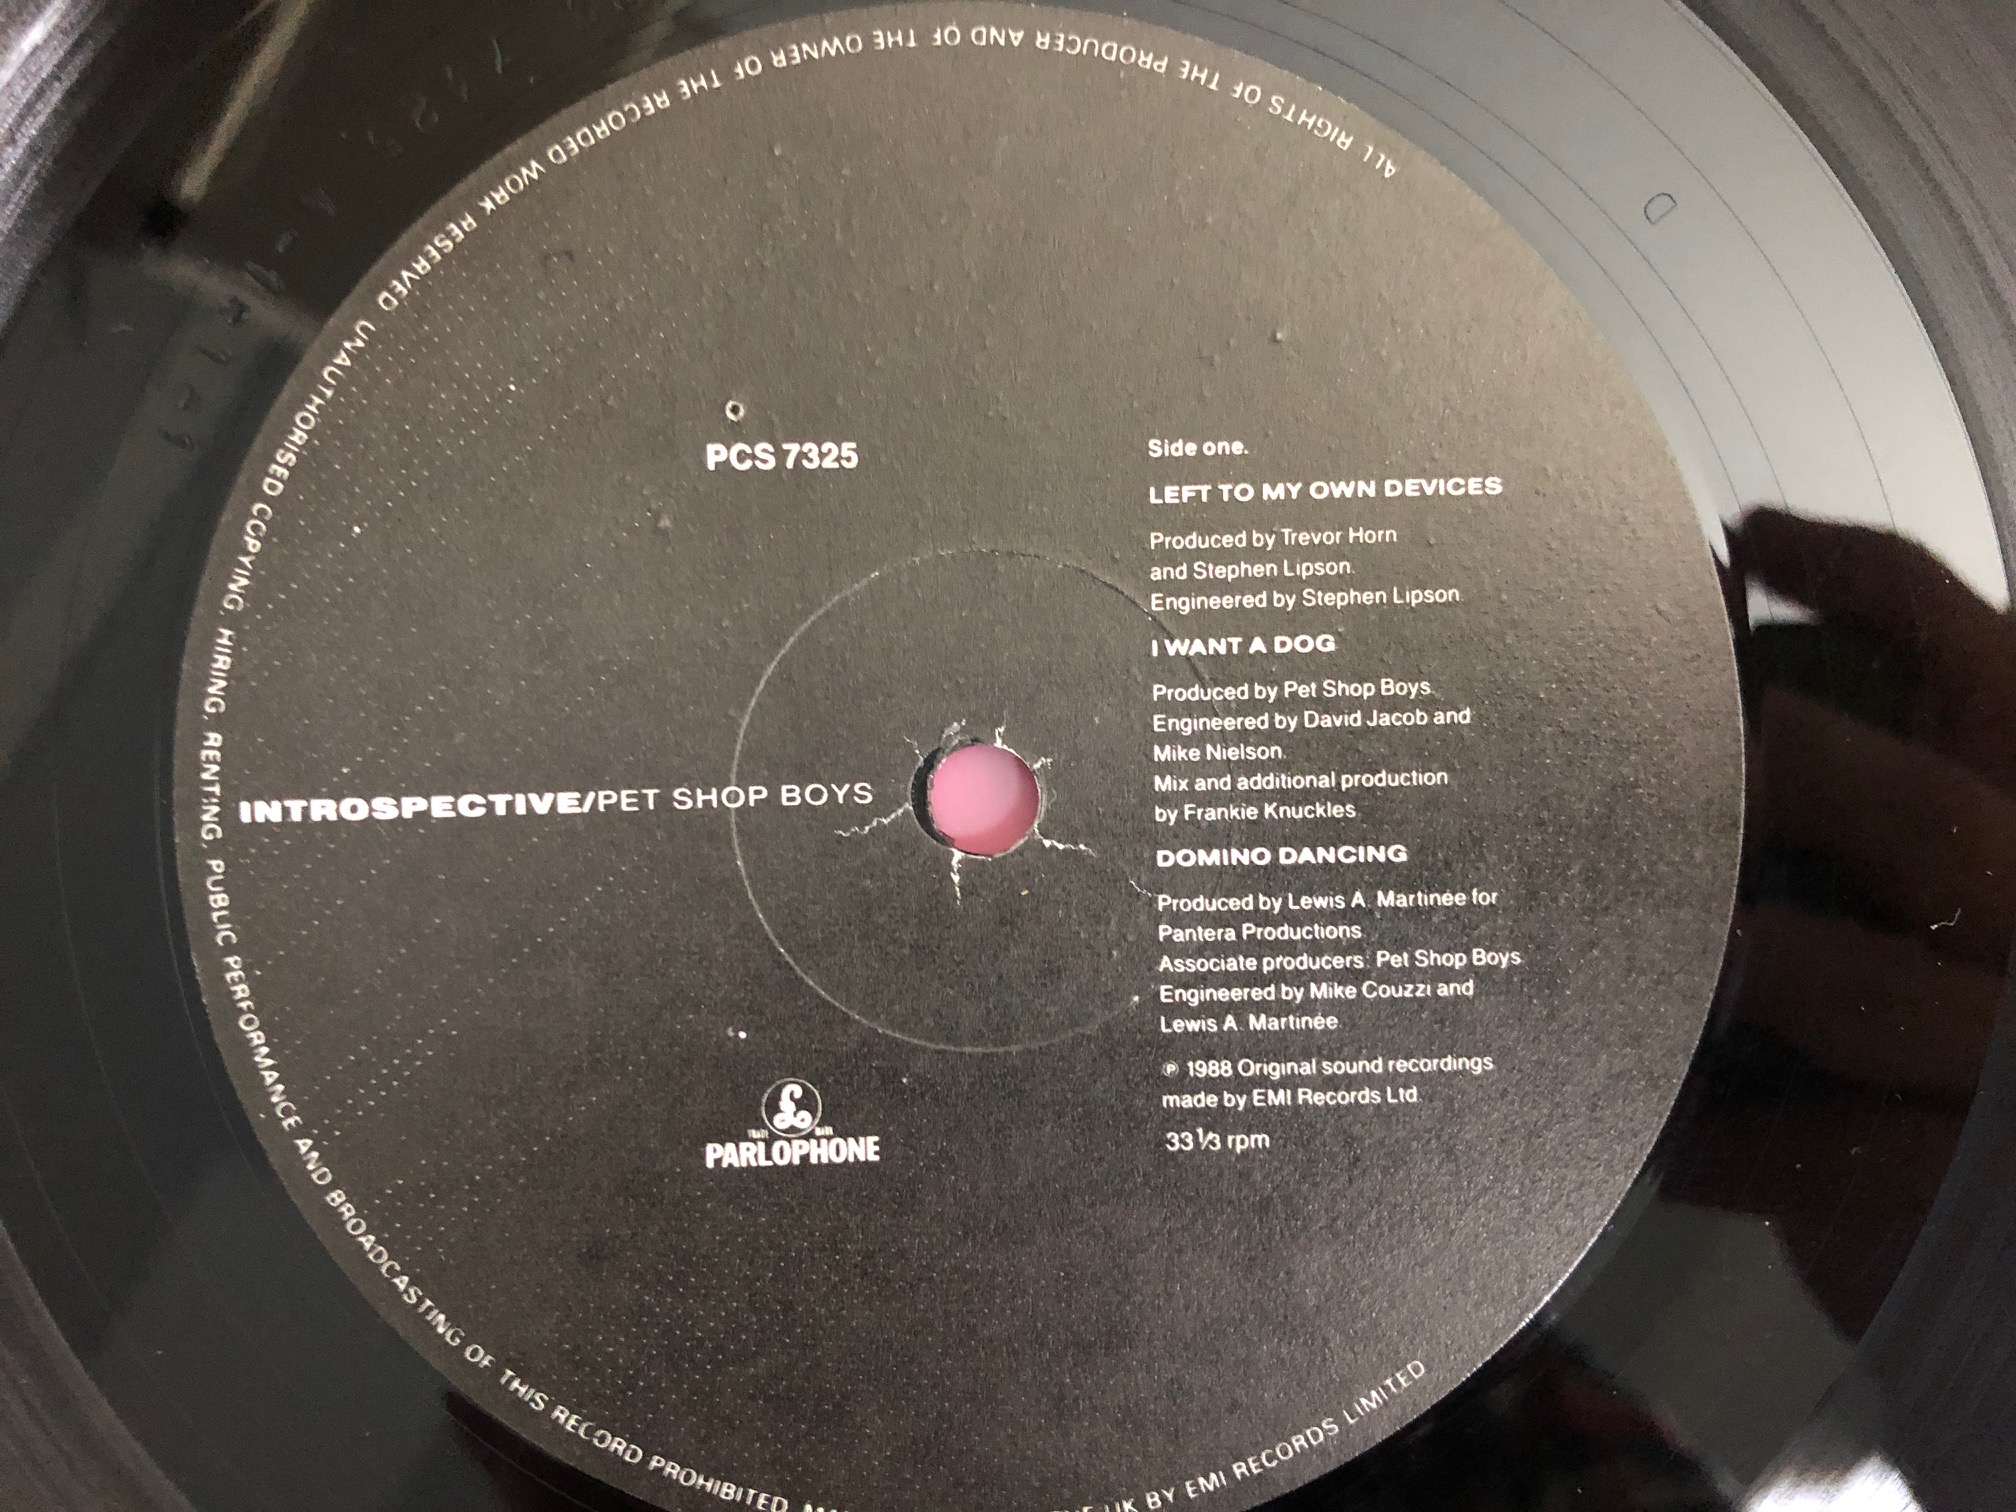 ALL RIGHTS OF THE PRODUCER AND OF THE OWNER OF THE RECORDED WORK RESERVED UNAUTHORISED COPYING, HIRING, RENTING, PUBLIC PERFORMANCE AND BROADCASTING OF THIS RECORD PROHIBITED
UK BY EMI RECORDS LIMITED
PCS 7325
INTROSPECTIVE/PET SHOP BOYS
TRADE MARK
PARLOPHONE
Side one.
LEFT TO MY OWN DEVICES
Produced by Trevor Horn
and Stephen Lipson.
Engineered by Stephen Lipson.
I WANT A DOG
Produced by Pet Shop Boys.
Engineered by David Jacob and
Mike Nielson.
Mix and additional production
by Frankie Knuckles
DOMINO DANCING
Produced by Lewis A. Martinée for
Pantera Productions
Associate producers: Pet Shop Boys
Engineered by Mike Couzzi and
Lewis A. Martinée.
℗ 1988 Original sound recordings
made by EMI Records Ltd.
33⅓ rpm
D